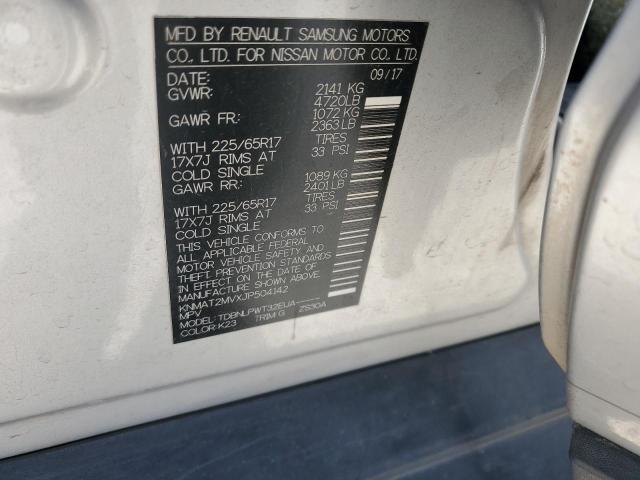 MFD BY RENAULT SAMSUNG MOTORS
CO., LTD. FOR NISSAN MOTOR CO., LTD.
DATE: 09/17
GVWR: 2141 KG
4720LB
GAWR FR: 1072 KG
2363LB
WITH 225/65R17 TIRES
17X7J RIMS AT 33 PSI
COLD SINGLE
GAWR RR: 1089 KG
2401LB
WITH 225/65R17 TIRES
17X7J RIMS AT 33 PSI
COLD SINGLE
THIS VEHICLE CONFORMS TO
ALL APPLICABLE FEDERAL
MOTOR VEHICLE SAFETY AND
THEFT PREVENTION STANDARDS
IN EFFECT ON THE DATE OF
MANUFACTURE SHOWN ABOVE.
KNMAT2MVXJP504142
MPV
MODEL: TDBNLPWT32EUA-----
COLOR: K23 TRIM G ZS30A